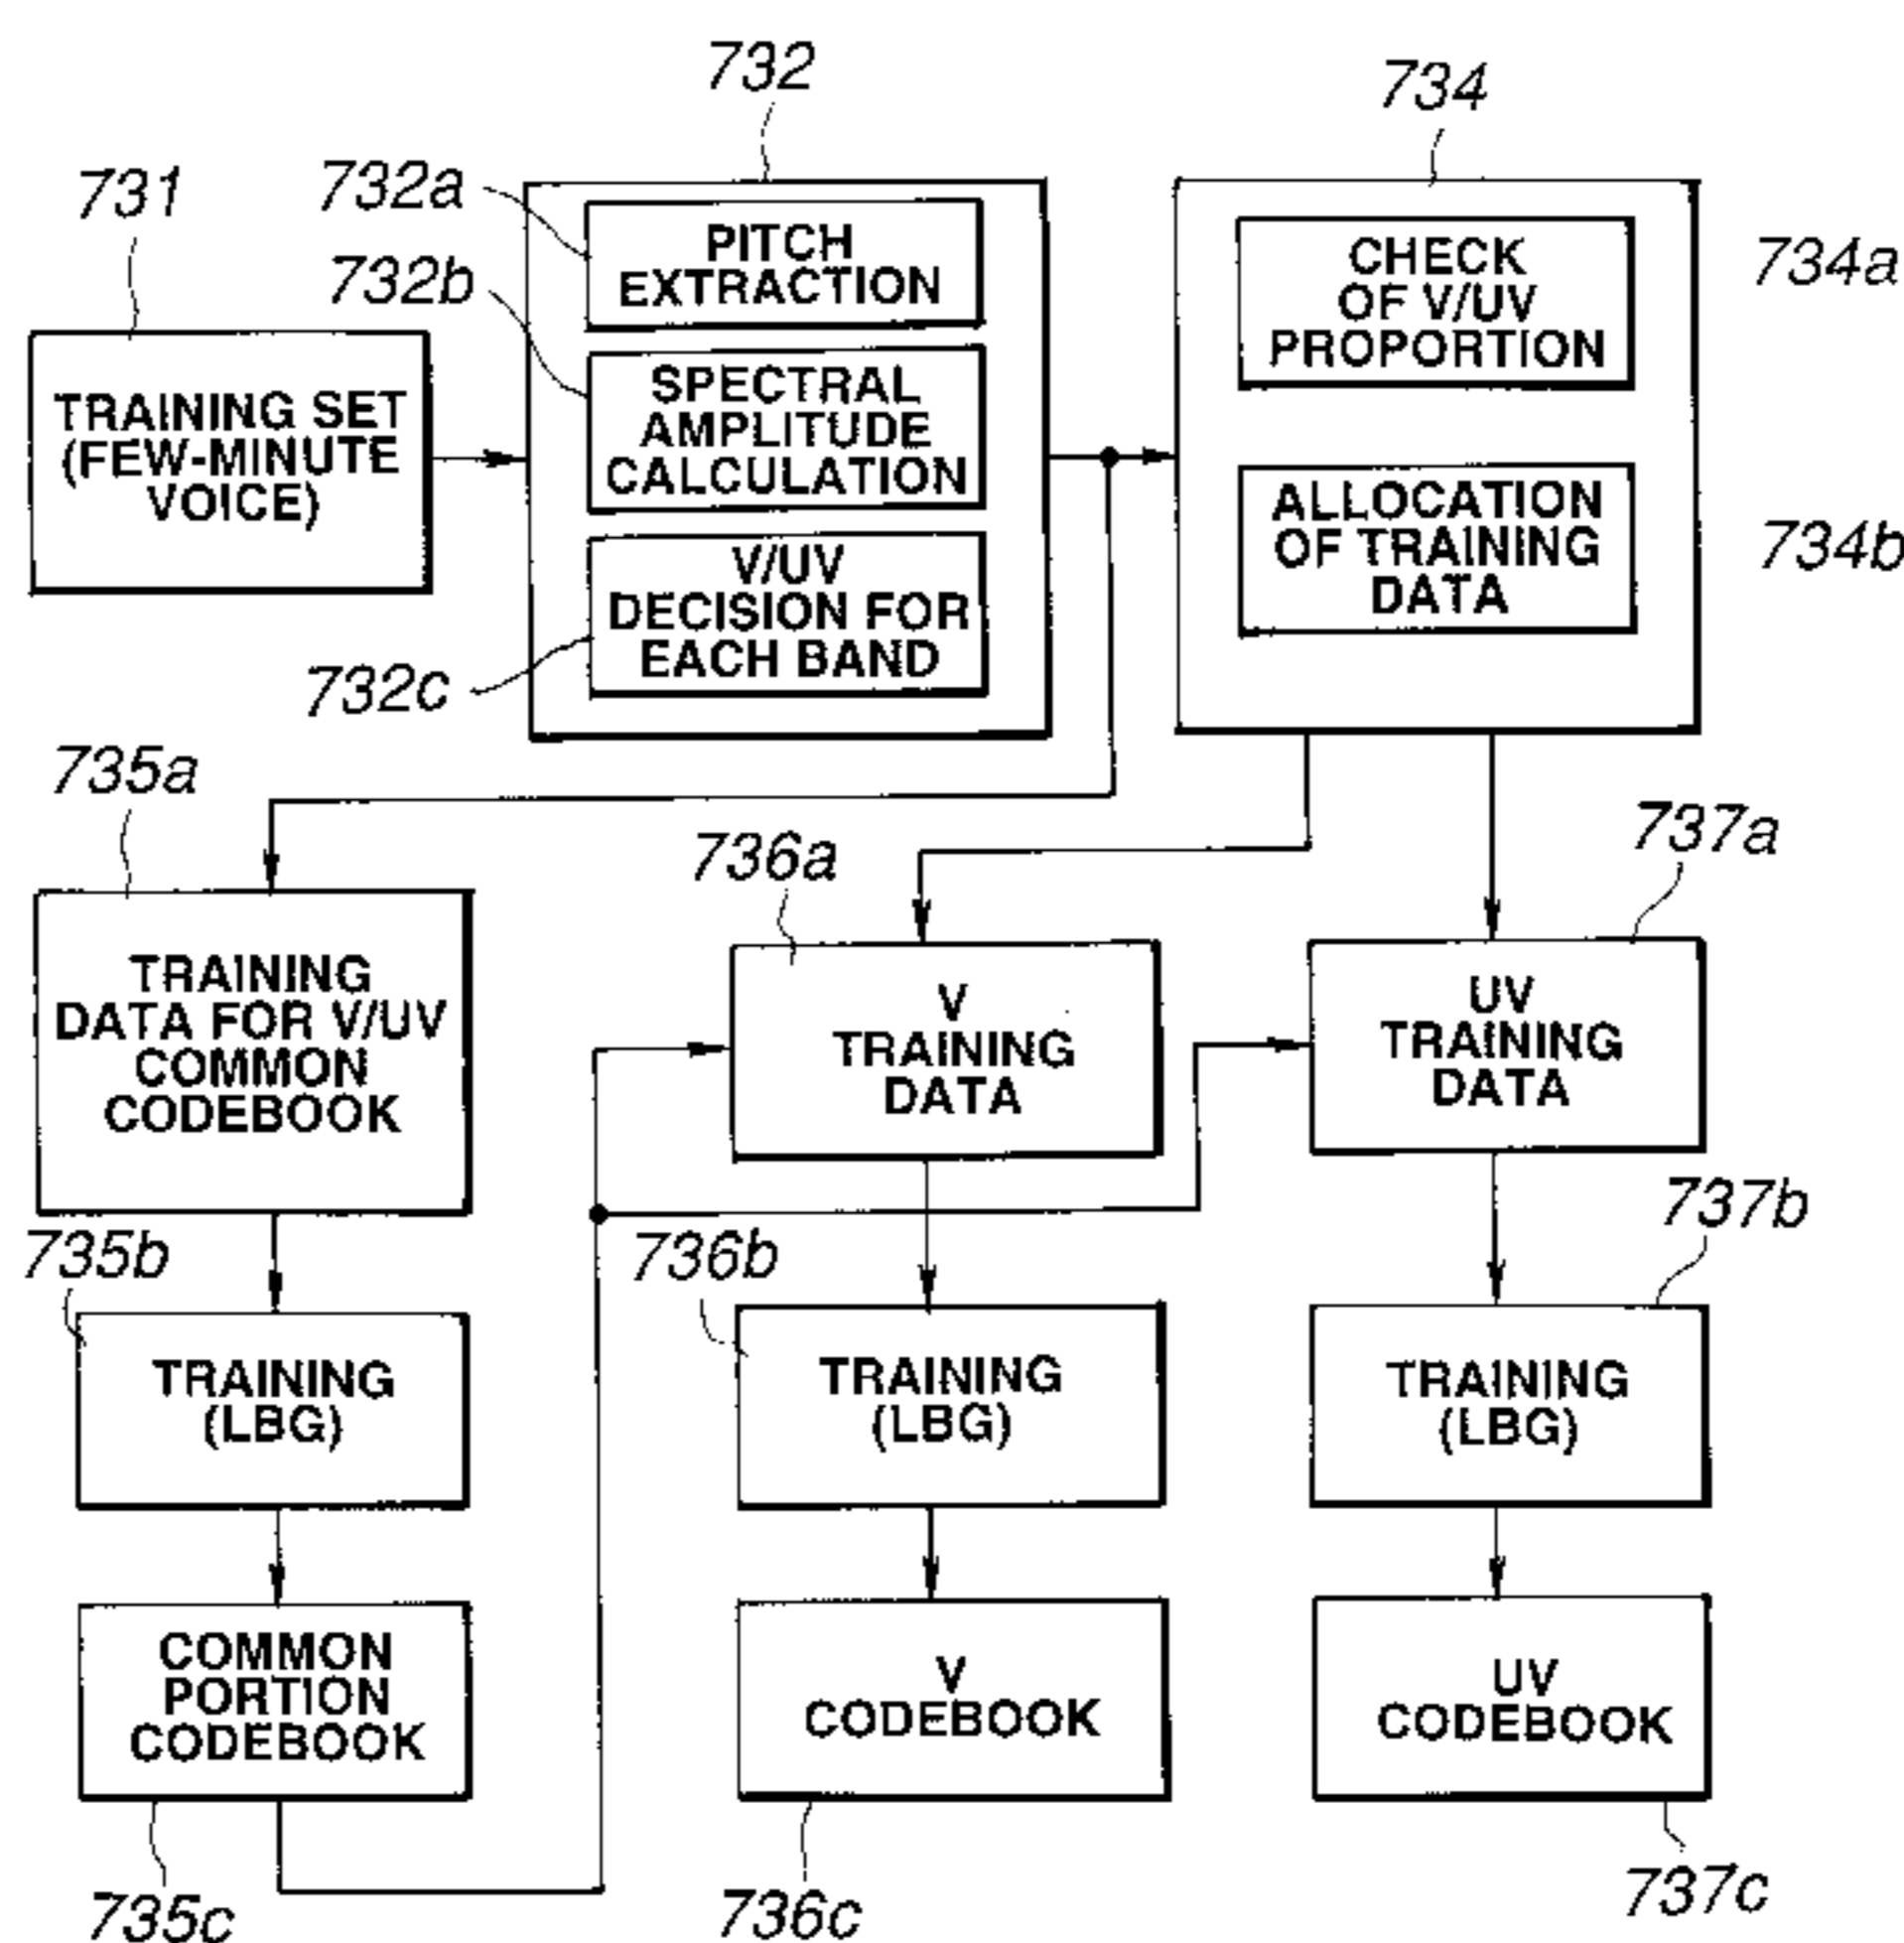 732
734
731
732a
PITCH
EXTRACTION
CHECK
OF V/UV
PROPORTION
734a
732b
TRAINING SET
(FEW-MINUTE
VOICE)
SPECTRAL
AMPLITUDE
CALCULATION
ALLOCATION
OF TRAINING
DATA
734b
V/UV
DECISION FOR
EACH BAND
732c
735a
736a
737a
TRAINING
DATA FOR V/UV
COMMON
CODEBOOK
V
TRAINING
DATA
UV
TRAINING
DATA
735b
736b
737b
TRAINING
(LBG)
TRAINING
(LBG)
TRAINING
(LBG)
COMMON
PORTION
CODEBOOK
V
CODEBOOK
UV
CODEBOOK
735c
736c
737c